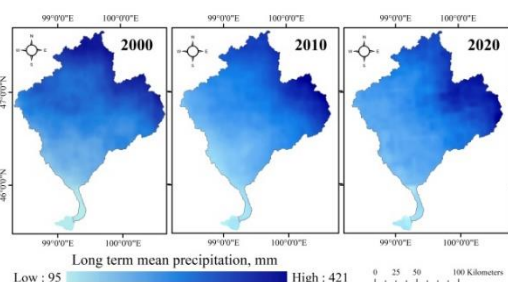 99°0'0"E 100°0'0"E 99°0'0"E 100°0'0"E 99°0'0"E 100°0'0"E
N 2000 N 2010 N 2020
W E W E W E
S S S
47°0'0"N
46°0'0"N
99°0'0"E 100°0'0"E 99°0'0"E 100°0'0"E 99°0'0"E 100°0'0"E
Long term mean precipitation, mm
Low : 95 High : 421
0 25 50 100 Kilometers